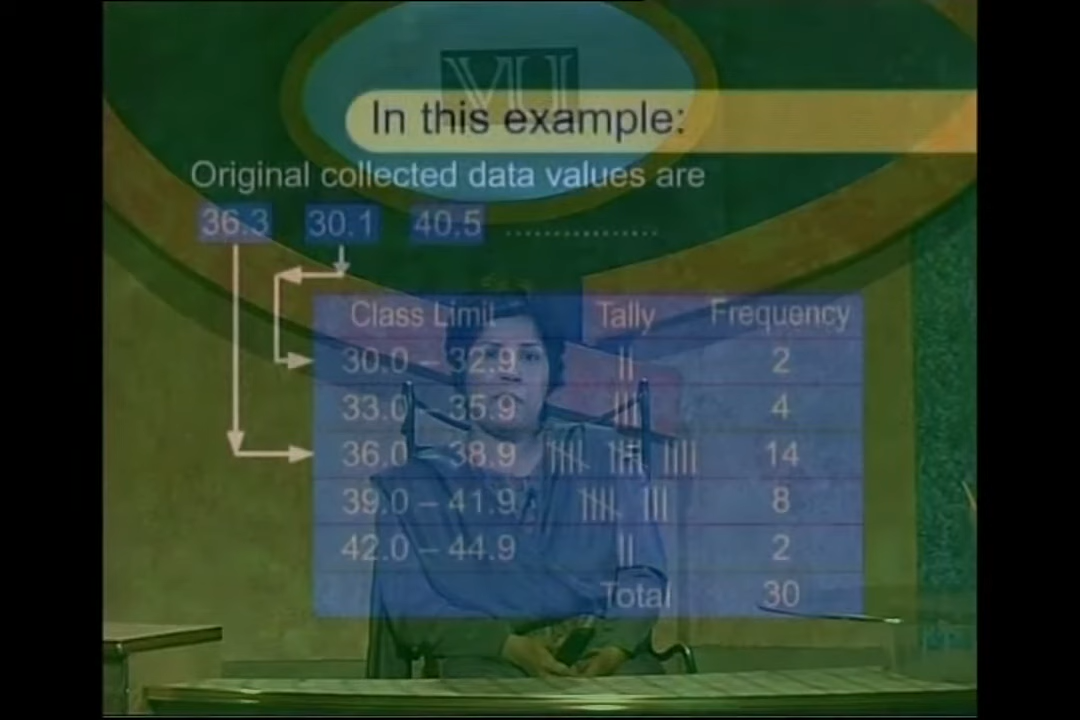 VU
In this example:
Original collected data values are
36.3 30.1 40.5 ....................
Class Limit Tally Frequency
30.0 – 32.9 || 2
33.0 – 35.9 |||| 4
36.0 – 38.9 𝍸 𝍸 |||| 14
39.0 – 41.9 𝍸 ||| 8
42.0 – 44.9 || 2
Total 30